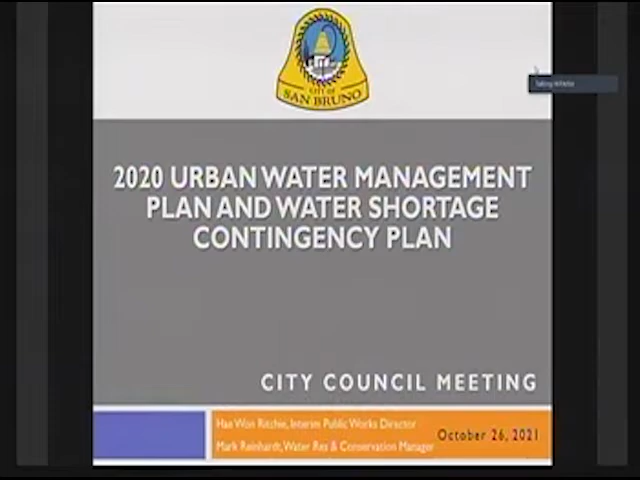 CITY OF
SAN BRUNO
2020 URBAN WATER MANAGEMENT
PLAN AND WATER SHORTAGE
CONTINGENCY PLAN
CITY COUNCIL MEETING
Hae Won Ritchie, Interim Public Works Director
Mark Reinhardt, Water Res & Conservation Manager
October 26, 2021